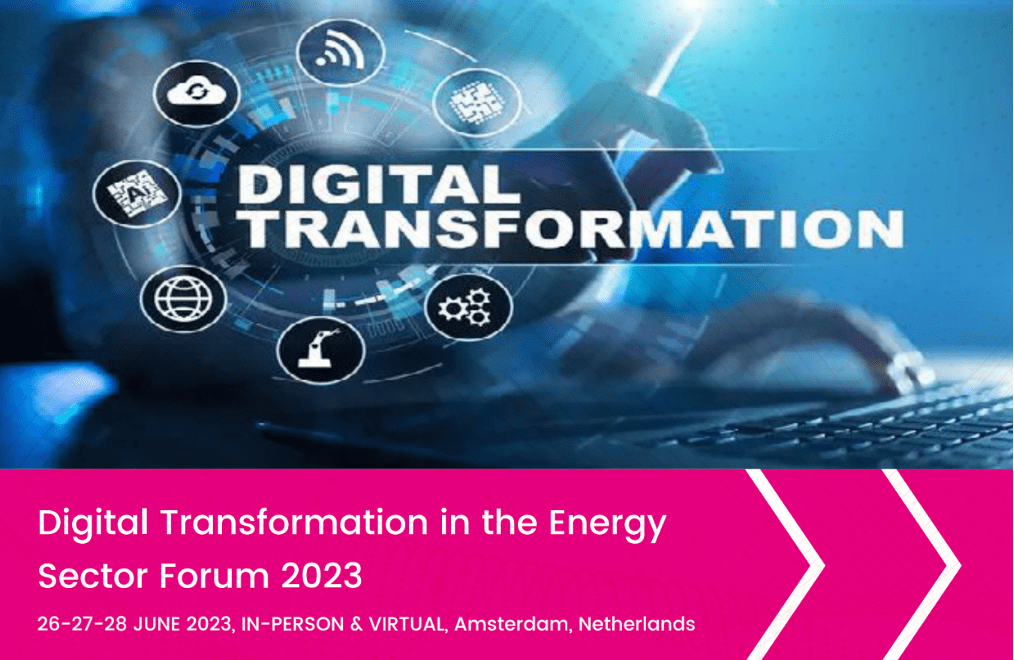 AI
DIGITAL
TRANSFORMATION
Digital Transformation in the Energy
Sector Forum 2023
26-27-28 JUNE 2023, IN-PERSON & VIRTUAL, Amsterdam, Netherlands